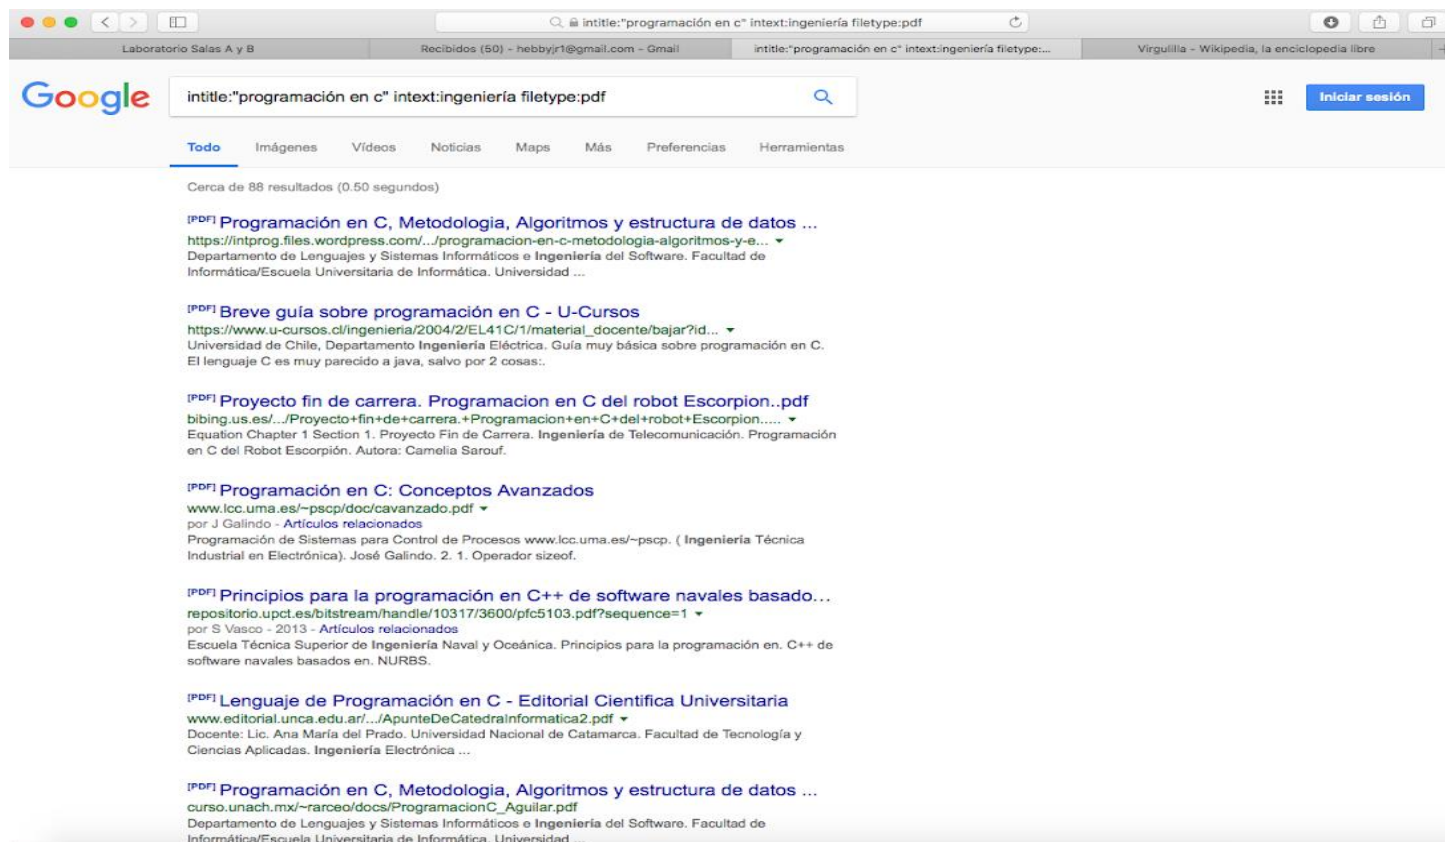 intitle:"programación en c" intext:ingeniería filetype:pdf
Laboratorio Salas A y B
Recibidos (50) – hebbyjr1@gmail.com – Gmail
intitle:"programación en c" intext:ingeniería filetype:...
Virgulilla – Wikipedia, la enciclopedia libre
Google
intitle:"programación en c" intext:ingeniería filetype:pdf
Iniciar sesión
Todo Imágenes Vídeos Noticias Maps Más Preferencias Herramientas
Cerca de 88 resultados (0.50 segundos)
[PDF] Programación en C, Metodologia, Algoritmos y estructura de datos ...
https://intprog.files.wordpress.com/.../programacion-en-c-metodologia-algoritmos-y-e...
Departamento de Lenguajes y Sistemas Informáticos e Ingeniería del Software. Facultad de
Informática/Escuela Universitaria de Informática. Universidad ...
[PDF] Breve guía sobre programación en C - U-Cursos
https://www.u-cursos.cl/ingenieria/2004/2/EL41C/1/material_docente/bajar?id...
Universidad de Chile, Departamento Ingeniería Eléctrica. Guía muy básica sobre programación en C.
El lenguaje C es muy parecido a java, salvo por 2 cosas:.
[PDF] Proyecto fin de carrera. Programacion en C del robot Escorpion..pdf
bibing.us.es/.../Proyecto+fin+de+carrera.+Programacion+en+C+del+robot+Escorpion.....
Equation Chapter 1 Section 1. Proyecto Fin de Carrera. Ingeniería de Telecomunicación. Programación
en C del Robot Escorpión. Autora: Camelia Sarouf.
[PDF] Programación en C: Conceptos Avanzados
www.lcc.uma.es/~pscp/doc/cavanzado.pdf
por J Galindo - Artículos relacionados
Programación de Sistemas para Control de Procesos www.lcc.uma.es/~pscp. ( Ingeniería Técnica
Industrial en Electrónica). José Galindo. 2. 1. Operador sizeof.
[PDF] Principios para la programación en C++ de software navales basado...
repositorio.upct.es/bitstream/handle/10317/3600/pfc5103.pdf?sequence=1
por S Vasco - 2013 - Artículos relacionados
Escuela Técnica Superior de Ingeniería Naval y Oceánica. Principios para la programación en. C++ de
software navales basados en. NURBS.
[PDF] Lenguaje de Programación en C - Editorial Cientifica Universitaria
www.editorial.unca.edu.ar/.../ApunteDeCatedraInformatica2.pdf
Docente: Lic. Ana María del Prado. Universidad Nacional de Catamarca. Facultad de Tecnología y
Ciencias Aplicadas. Ingeniería Electrónica ...
[PDF] Programación en C, Metodologia, Algoritmos y estructura de datos ...
curso.unach.mx/~rarceo/docs/ProgramacionC_Aguilar.pdf
Departamento de Lenguajes y Sistemas Informáticos e Ingeniería del Software. Facultad de
Informática/Escuela Universitaria de Informática. Universidad ...